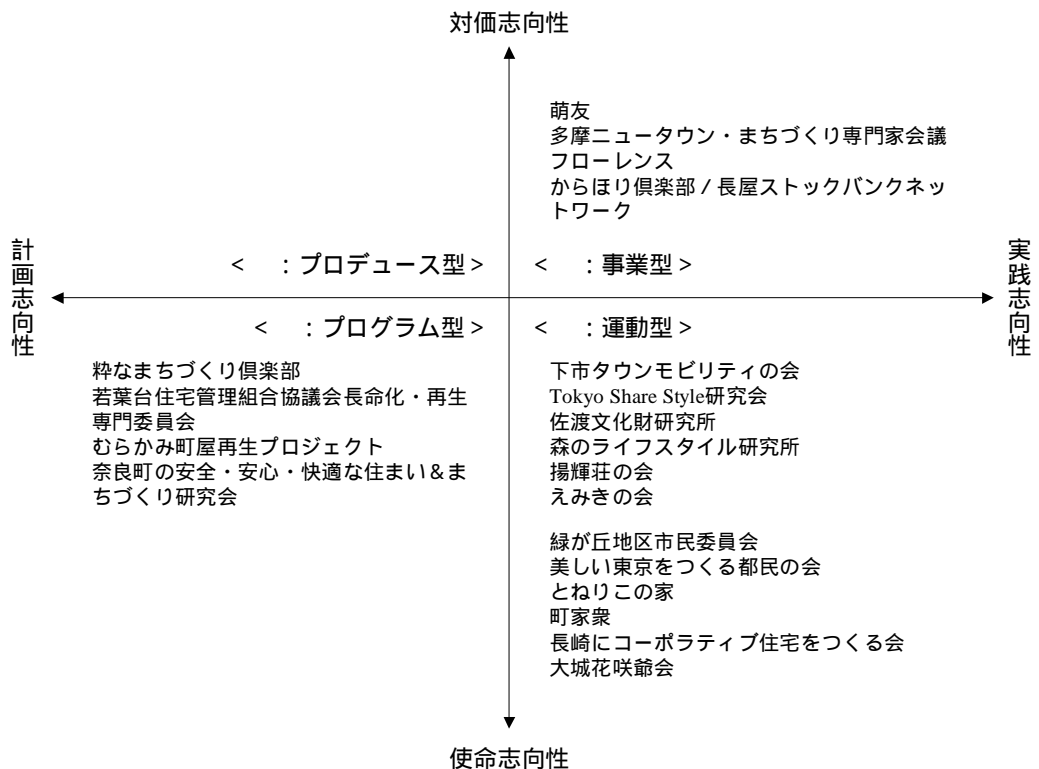 対価志向性
萌友
多摩ニュータウン・まちづくり専門家会議
フローレンス
からほり倶楽部／長屋ストックバンクネッ
トワーク
計画志向性
<　：プロデュース型>
<　：事業型>
実践志向性
<　：プログラム型>
<　：運動型>
粋なまちづくり倶楽部
若葉台住宅管理組合協議会長命化・再生
専門委員会
むらかみ町屋再生プロジェクト
奈良町の安全・安心・快適な住まい＆ま
ちづくり研究会
下市タウンモビリティの会
Tokyo Share Style研究会
佐渡文化財研究所
森のライフスタイル研究所
揚輝荘の会
えみきの会
緑が丘地区市民委員会
美しい東京をつくる都民の会
とねりこの家
町家衆
長崎にコーポラティブ住宅をつくる会
大城花咲爺会
使命志向性